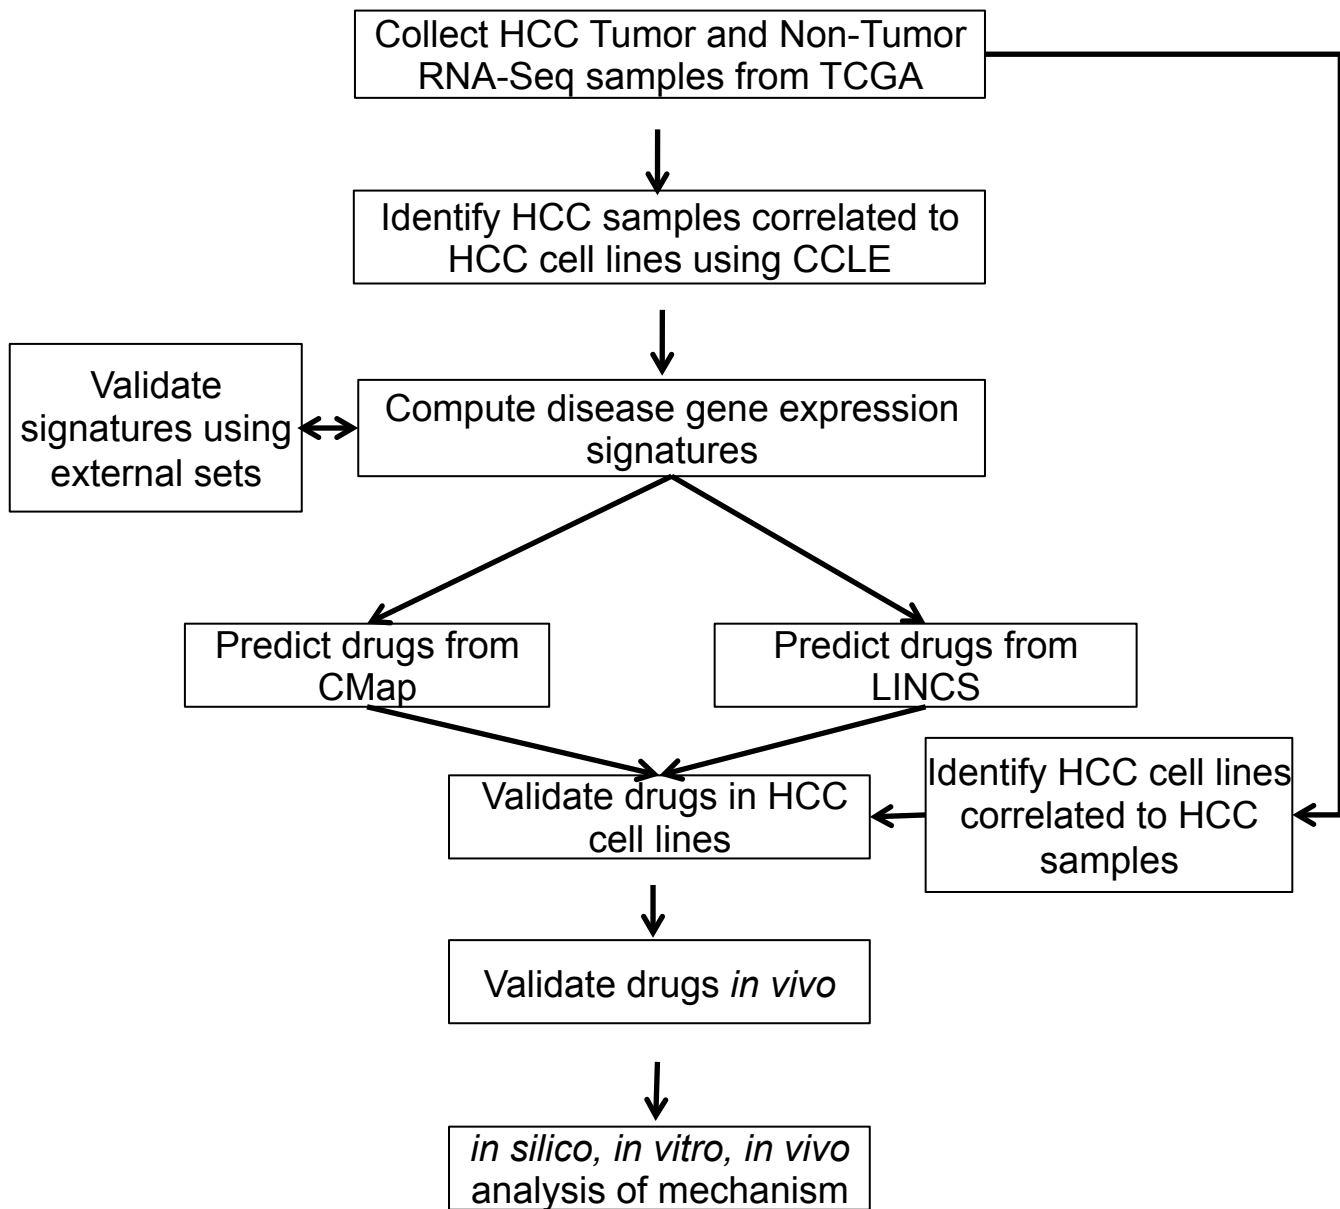 Collect HCC Tumor and Non-Tumor
RNA-Seq samples from TCGA
Identify HCC samples correlated to
HCC cell lines using CCLE
Validate
signatures using
external sets
Compute disease gene expression
signatures
Predict drugs from
CMap
Predict drugs from
LINCS
Validate drugs in HCC
cell lines
Identify HCC cell lines
correlated to HCC
samples
Validate drugs in vivo
in silico, in vitro, in vivo
analysis of mechanism